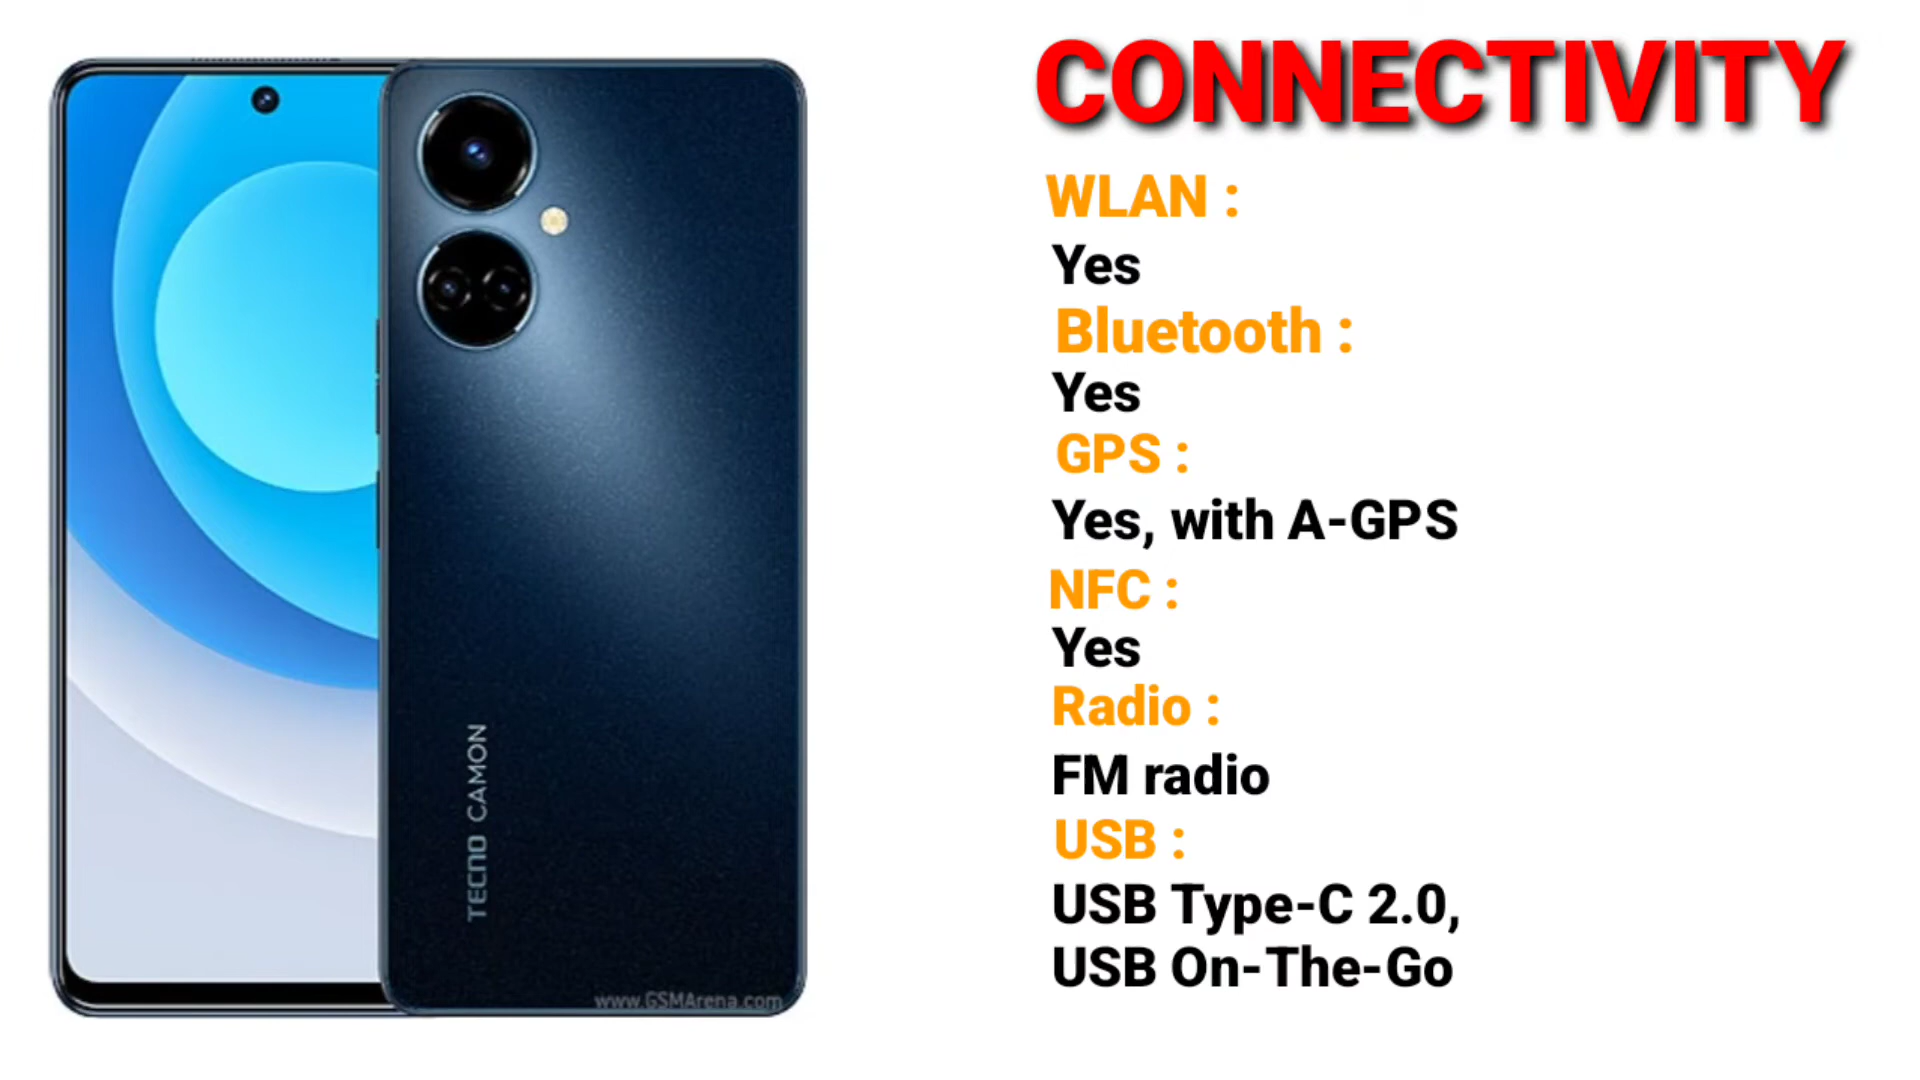 CONNECTIVITY
WLAN :
Yes
Bluetooth :
Yes
GPS :
Yes, with A-GPS
NFC :
Yes
Radio :
FM radio
USB :
USB Type-C 2.0,
USB On-The-Go
TECNO CAMON
www.GSMArena.com